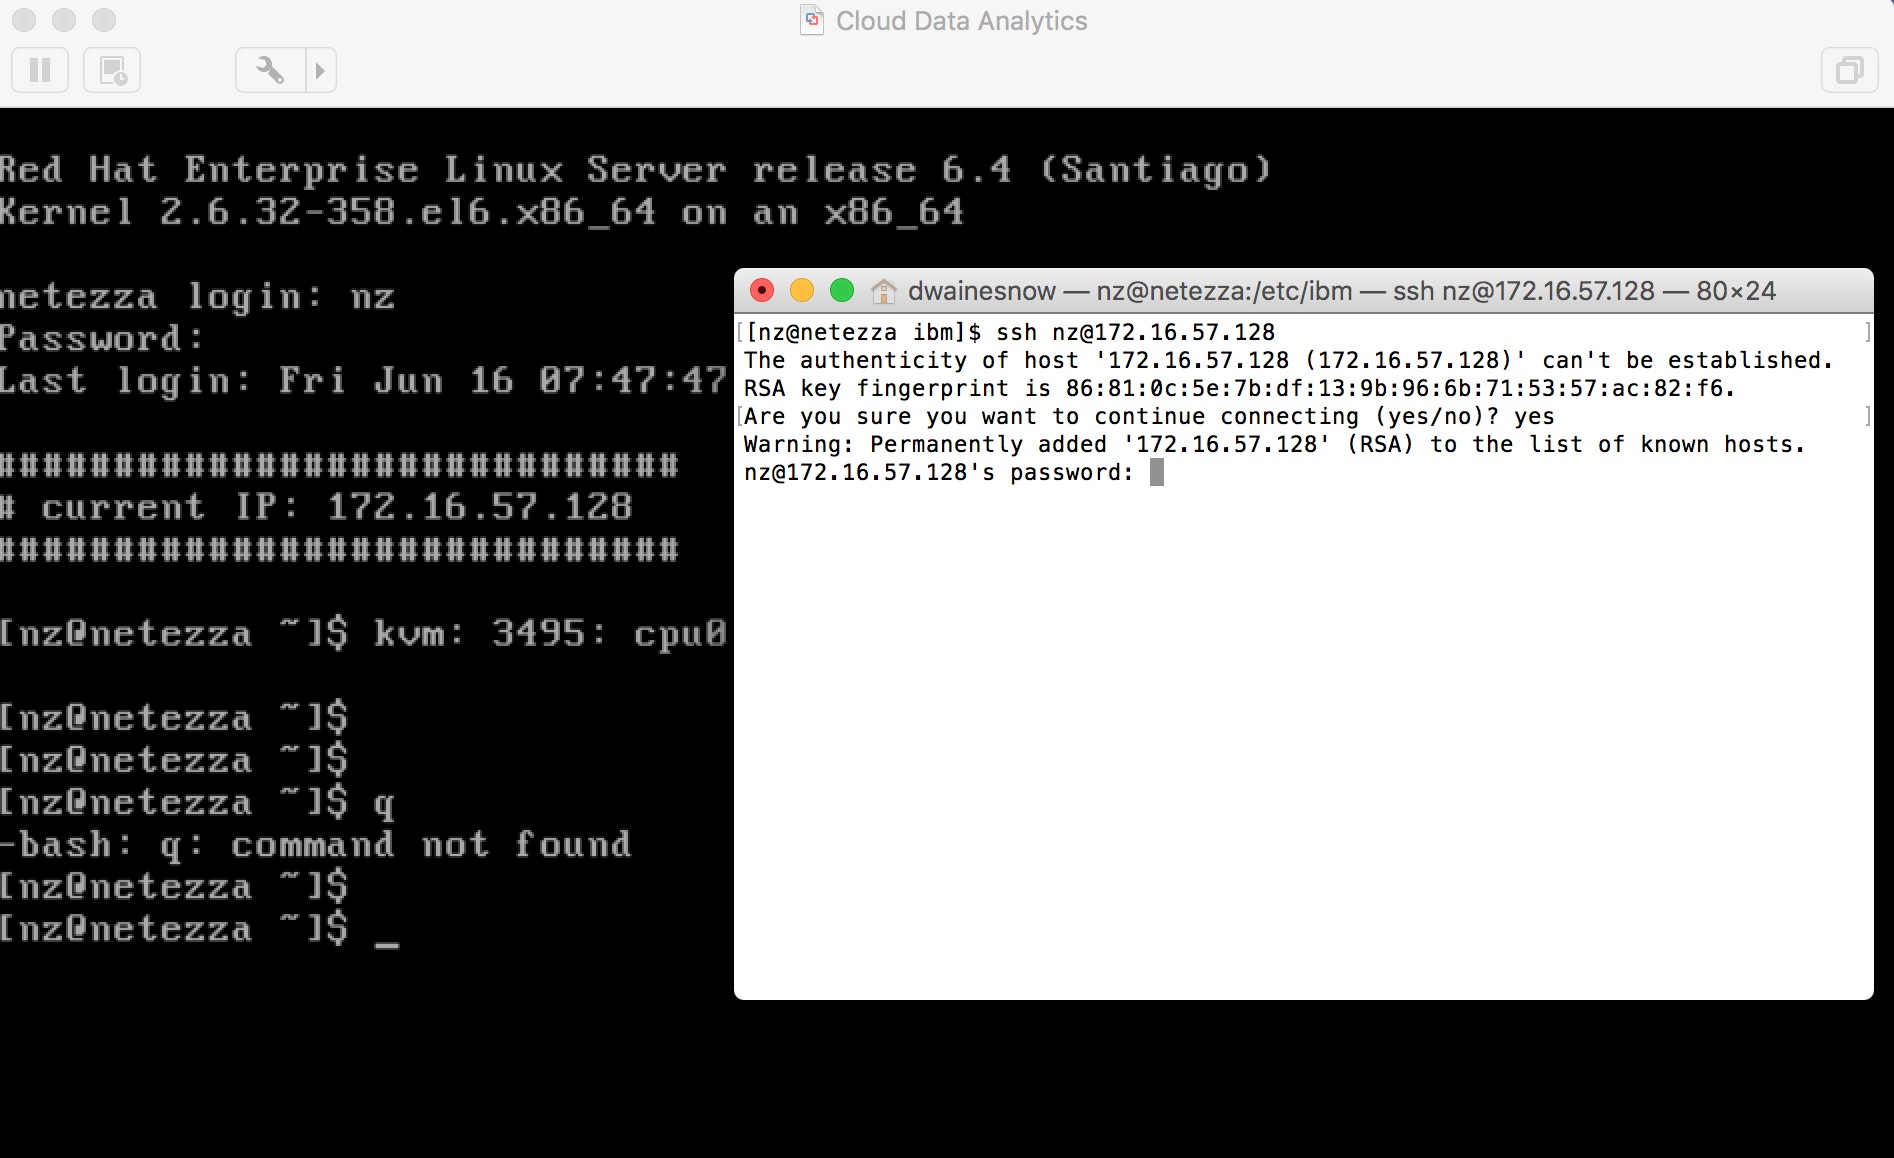 Cloud Data Analytics
Red Hat Enterprise Linux Server release 6.4 (Santiago)
Kernel 2.6.32-358.el6.x86_64 on an x86_64
netezza login: nz
Password:
Last login: Fri Jun 16 07:47:47
#############################
# current IP: 172.16.57.128
#############################
[nz@netezza ~]$ kvm: 3495: cpu0
[nz@netezza ~]$
[nz@netezza ~]$
[nz@netezza ~]$ q
-bash: q: command not found
[nz@netezza ~]$
[nz@netezza ~]$ _
dwainesnow — nz@netezza:/etc/ibm — ssh nz@172.16.57.128 — 80×24
[[nz@netezza ibm]$ ssh nz@172.16.57.128 ]
The authenticity of host '172.16.57.128 (172.16.57.128)' can't be established.
RSA key fingerprint is 86:81:0c:5e:7b:df:13:9b:96:6b:71:53:57:ac:82:f6.
[Are you sure you want to continue connecting (yes/no)? yes ]
Warning: Permanently added '172.16.57.128' (RSA) to the list of known hosts.
nz@172.16.57.128's password: